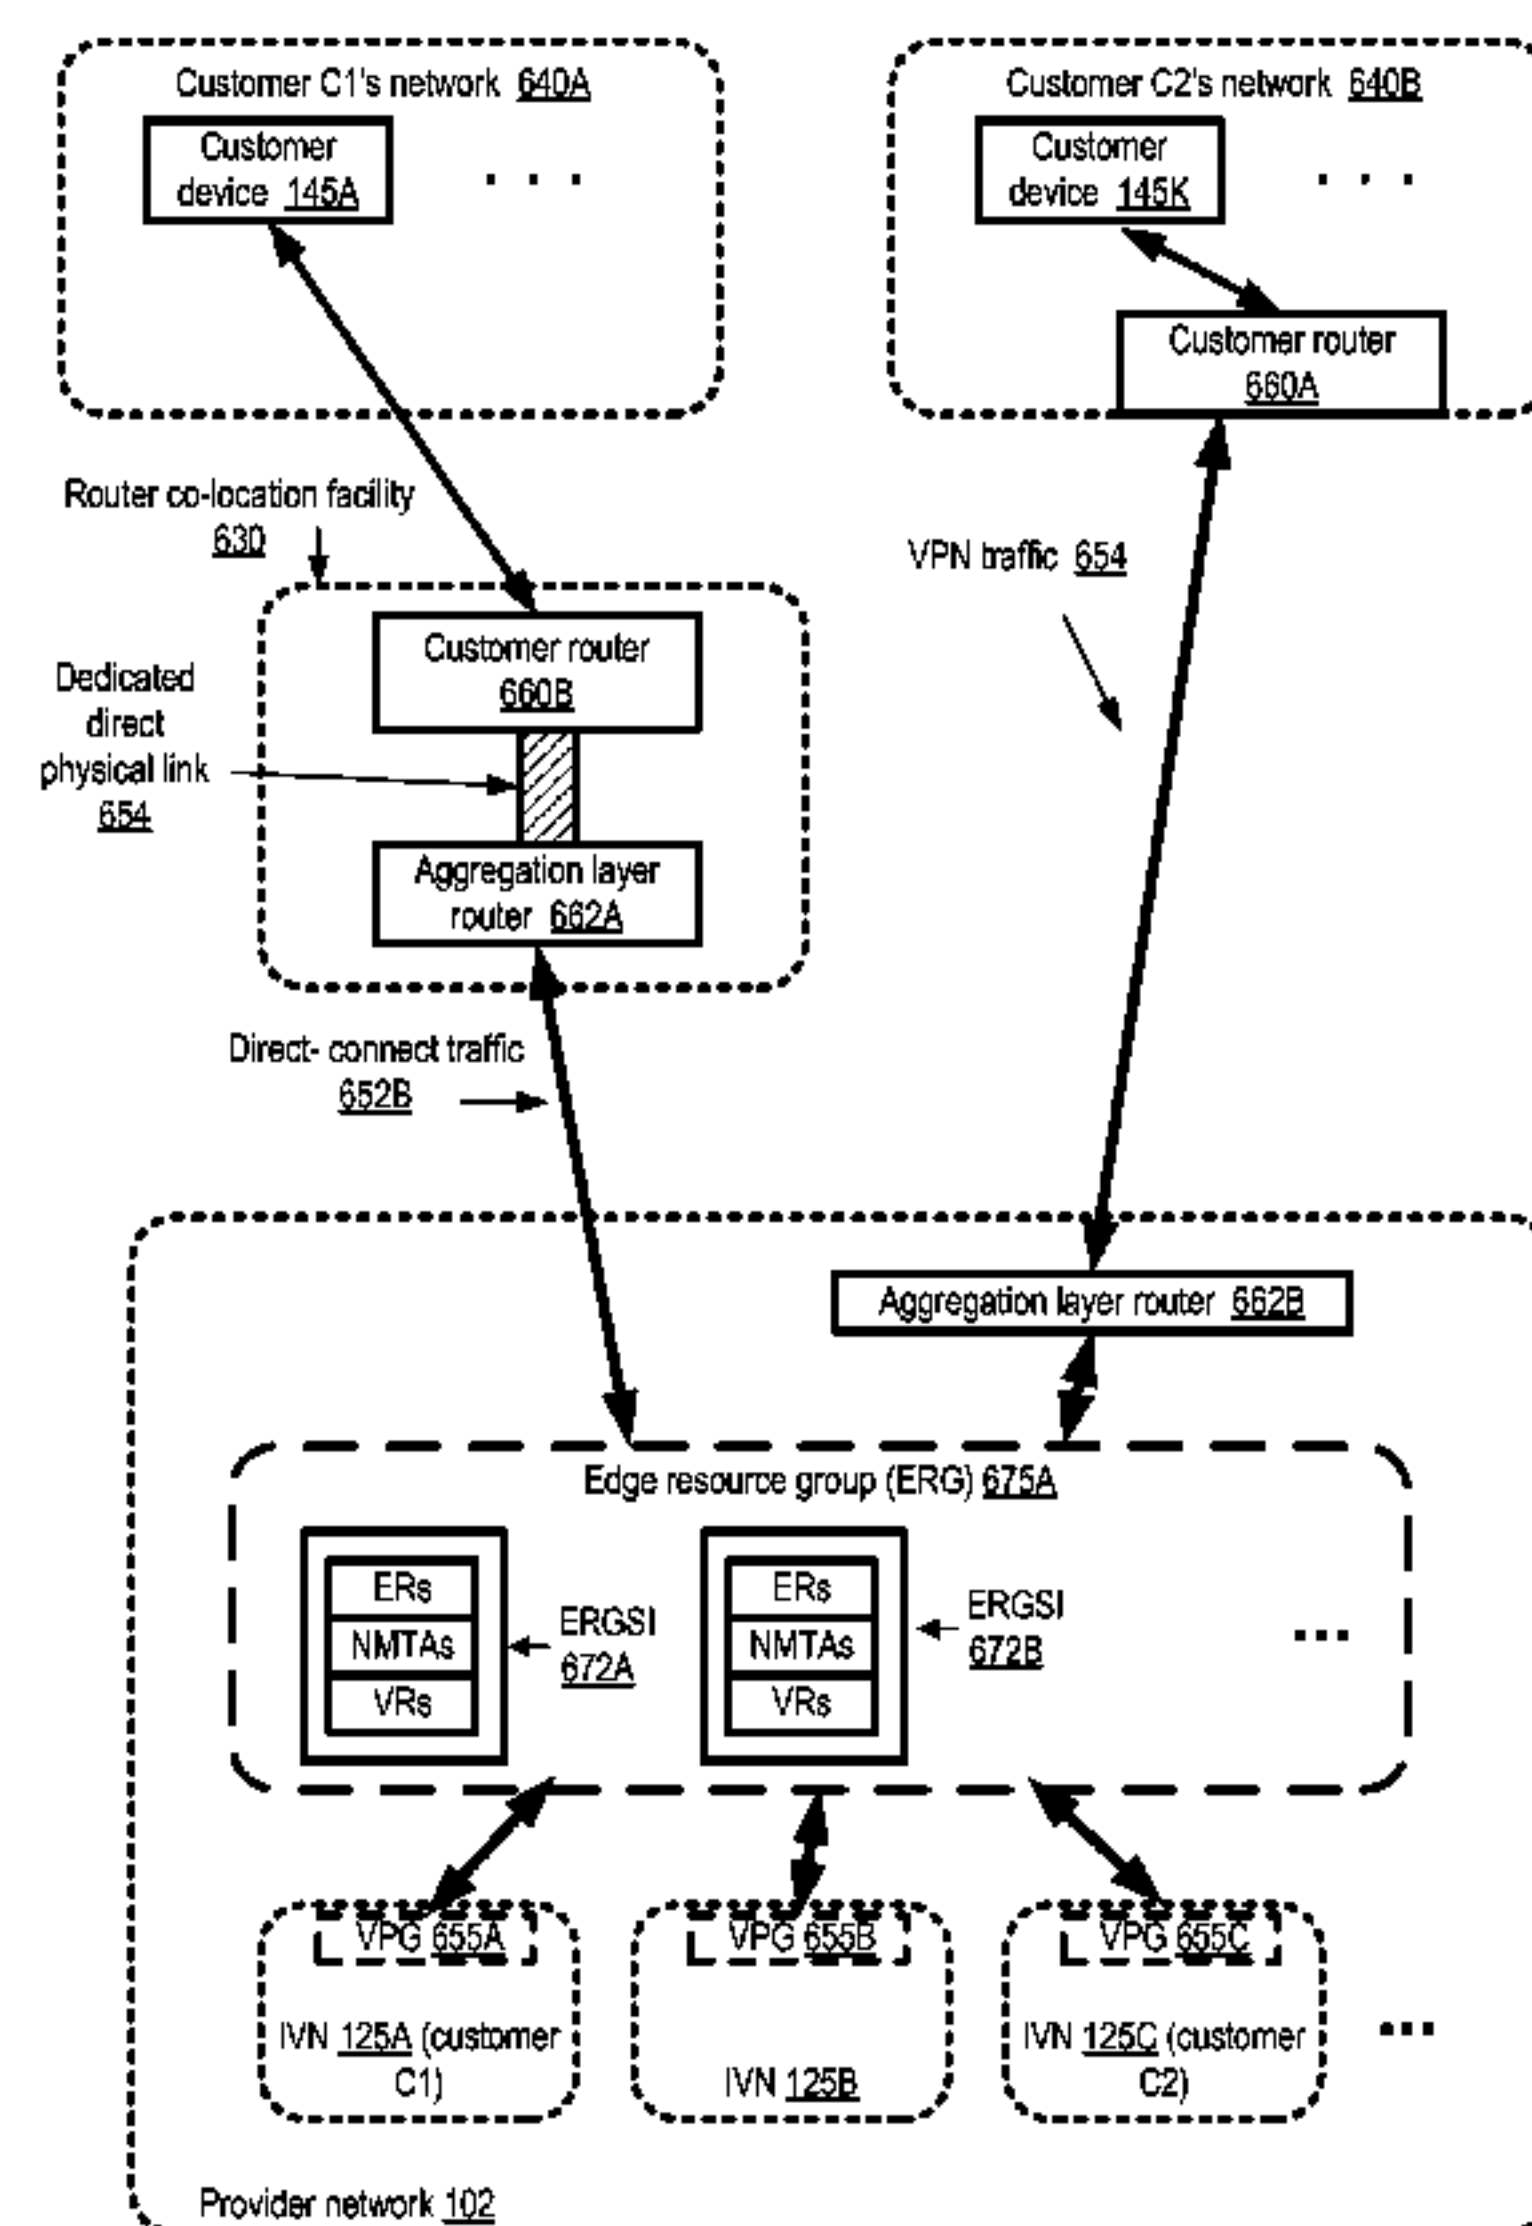 Customer C1's network 640A
Customer
device 145A
. . .
Customer C2's network 640B
Customer
device 145K
. . .
Customer router
660A
Router co-location facility
630
VPN traffic 654
Customer router
660B
Dedicated
direct
physical link
654
Aggregation layer
router 662A
Direct- connect traffic
652B
Aggregation layer router 662B
Edge resource group (ERG) 675A
ERs
NMTAs
VRs
ERGSI
672A
ERs
NMTAs
VRs
ERGSI
672B
...
VPG 655A
IVN 125A (customer
C1)
VPG 655B
IVN 125B
VPG 655C
IVN 125C (customer
C2)
...
Provider network 102